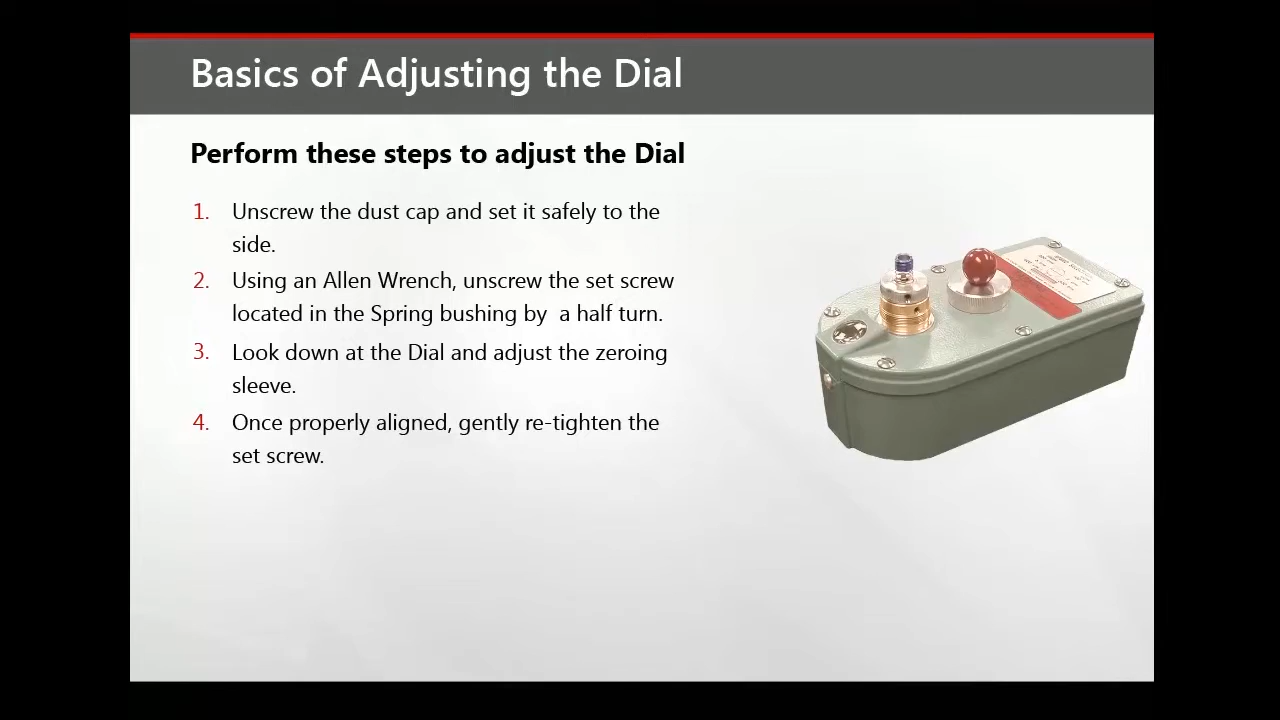 Basics of Adjusting the Dial
Perform these steps to adjust the Dial
1. Unscrew the dust cap and set it safely to the
side.
2. Using an Allen Wrench, unscrew the set screw
located in the Spring bushing by  a half turn.
3. Look down at the Dial and adjust the zeroing
sleeve.
4. Once properly aligned, gently re-tighten the
set screw.